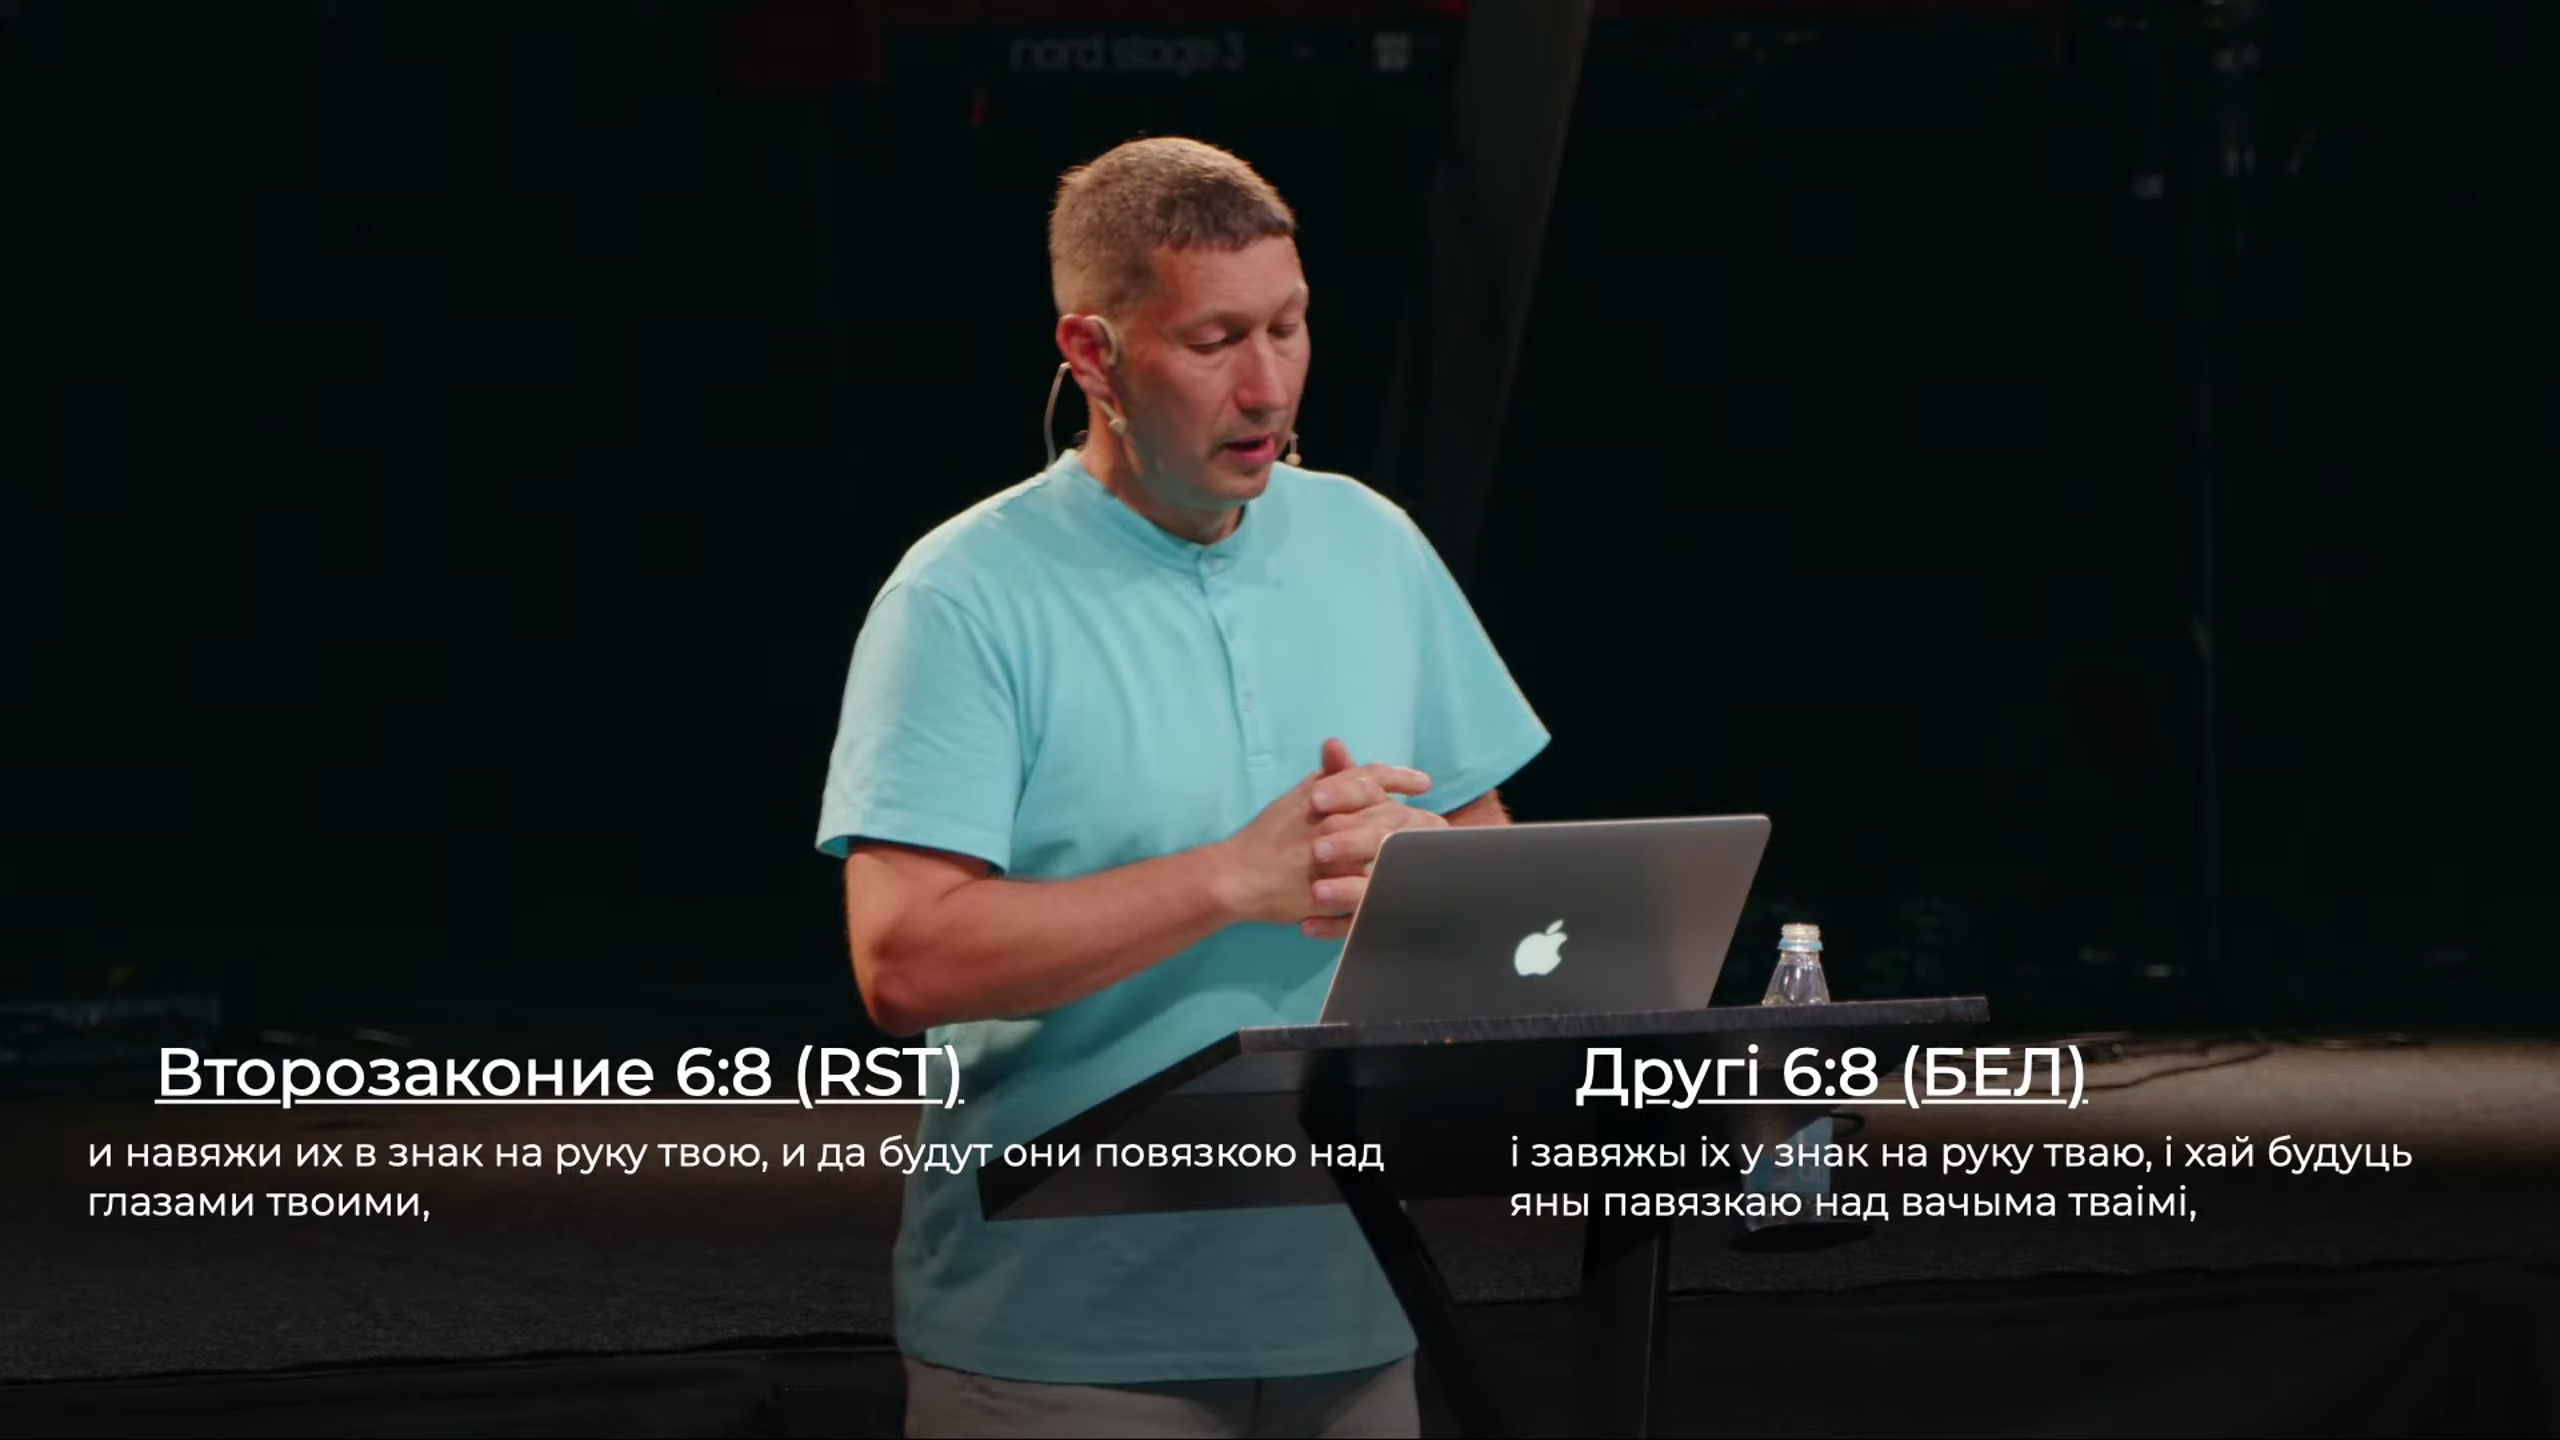 nord stage 3
Второзаконие 6:8 (RST)
и навяжи их в знак на руку твою, и да будут они повязкою над
глазами твоими,
Другі 6:8 (БЕЛ)
і завяжы іх у знак на руку тваю, і хай будуць
яны павязкаю над вачыма тваімі,